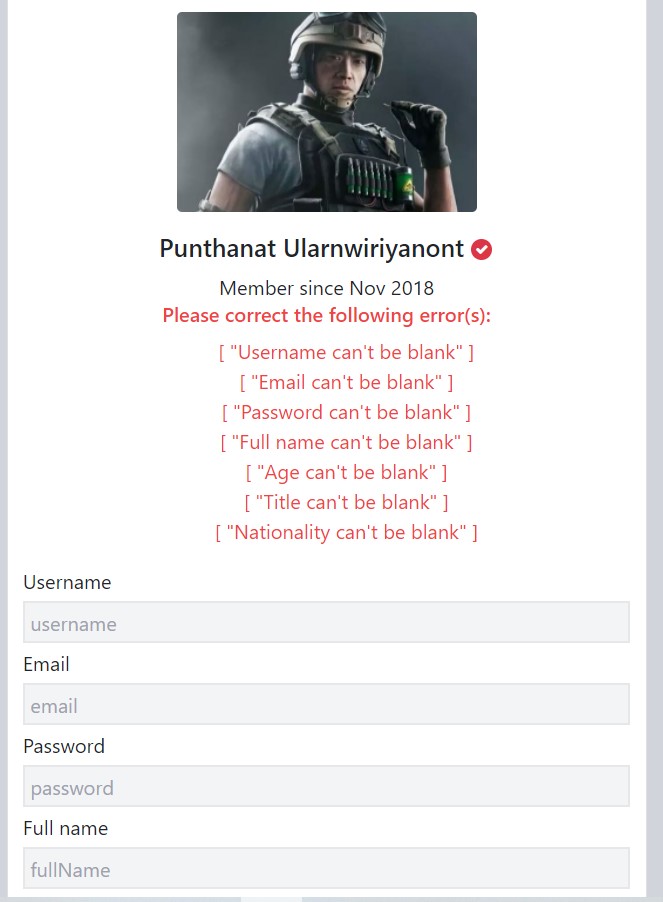 Punthanat Ularnwiriyanont
Member since Nov 2018
Please correct the following error(s):
[ "Username can't be blank" ]
[ "Email can't be blank" ]
[ "Password can't be blank" ]
[ "Full name can't be blank" ]
[ "Age can't be blank" ]
[ "Title can't be blank" ]
[ "Nationality can't be blank" ]
Username
username
Email
email
Password
password
Full name
fullName